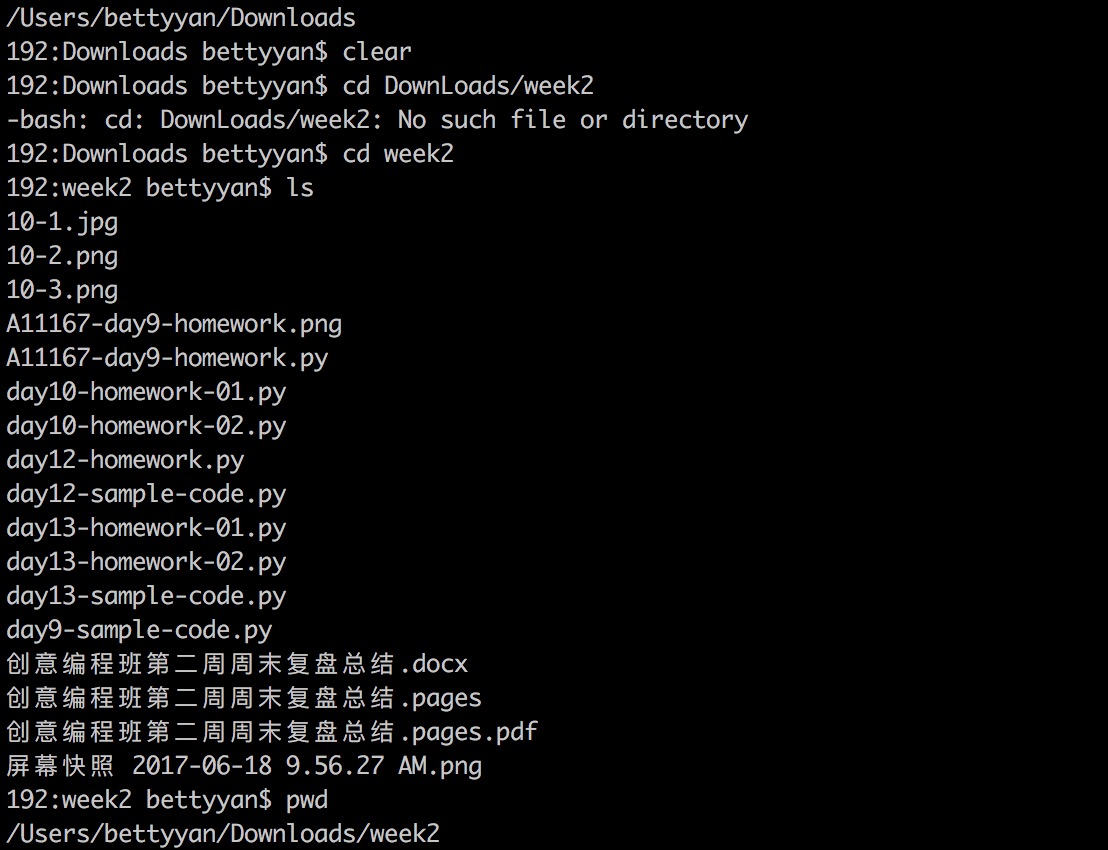 /Users/bettyyan/Downloads
192:Downloads bettyyan$ clear
192:Downloads bettyyan$ cd DownLoads/week2
-bash: cd: DownLoads/week2: No such file or directory
192:Downloads bettyyan$ cd week2
192:week2 bettyyan$ ls
10-1.jpg
10-2.png
10-3.png
A11167-day9-homework.png
A11167-day9-homework.py
day10-homework-01.py
day10-homework-02.py
day12-homework.py
day12-sample-code.py
day13-homework-01.py
day13-homework-02.py
day13-sample-code.py
day9-sample-code.py
创意编程班第二周周末复盘总结.docx
创意编程班第二周周末复盘总结.pages
创意编程班第二周周末复盘总结.pages.pdf
屏幕快照 2017-06-18 9.56.27 AM.png
192:week2 bettyyan$ pwd
/Users/bettyyan/Downloads/week2